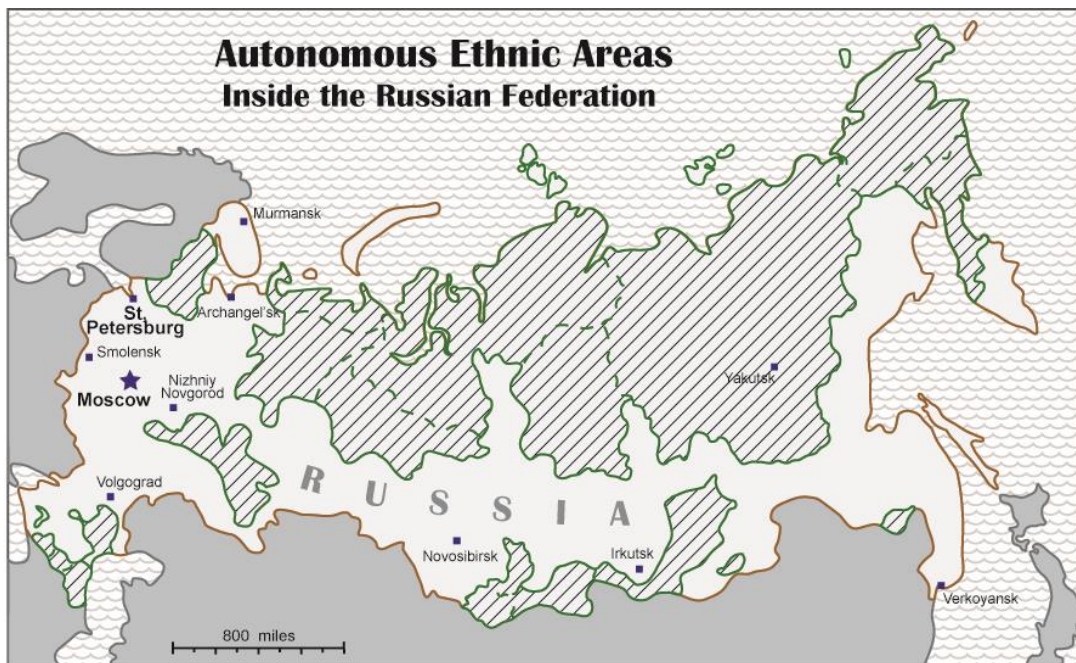 Autonomous Ethnic Areas
Inside the Russian Federation
Murmansk
St.
Petersburg
Archangel'sk
Smolensk
Nizhniy
Novgorod
Moscow
Yakutsk
Volgograd
RUSSIA
Novosibirsk
Irkutsk
Verkoyansk
800 miles